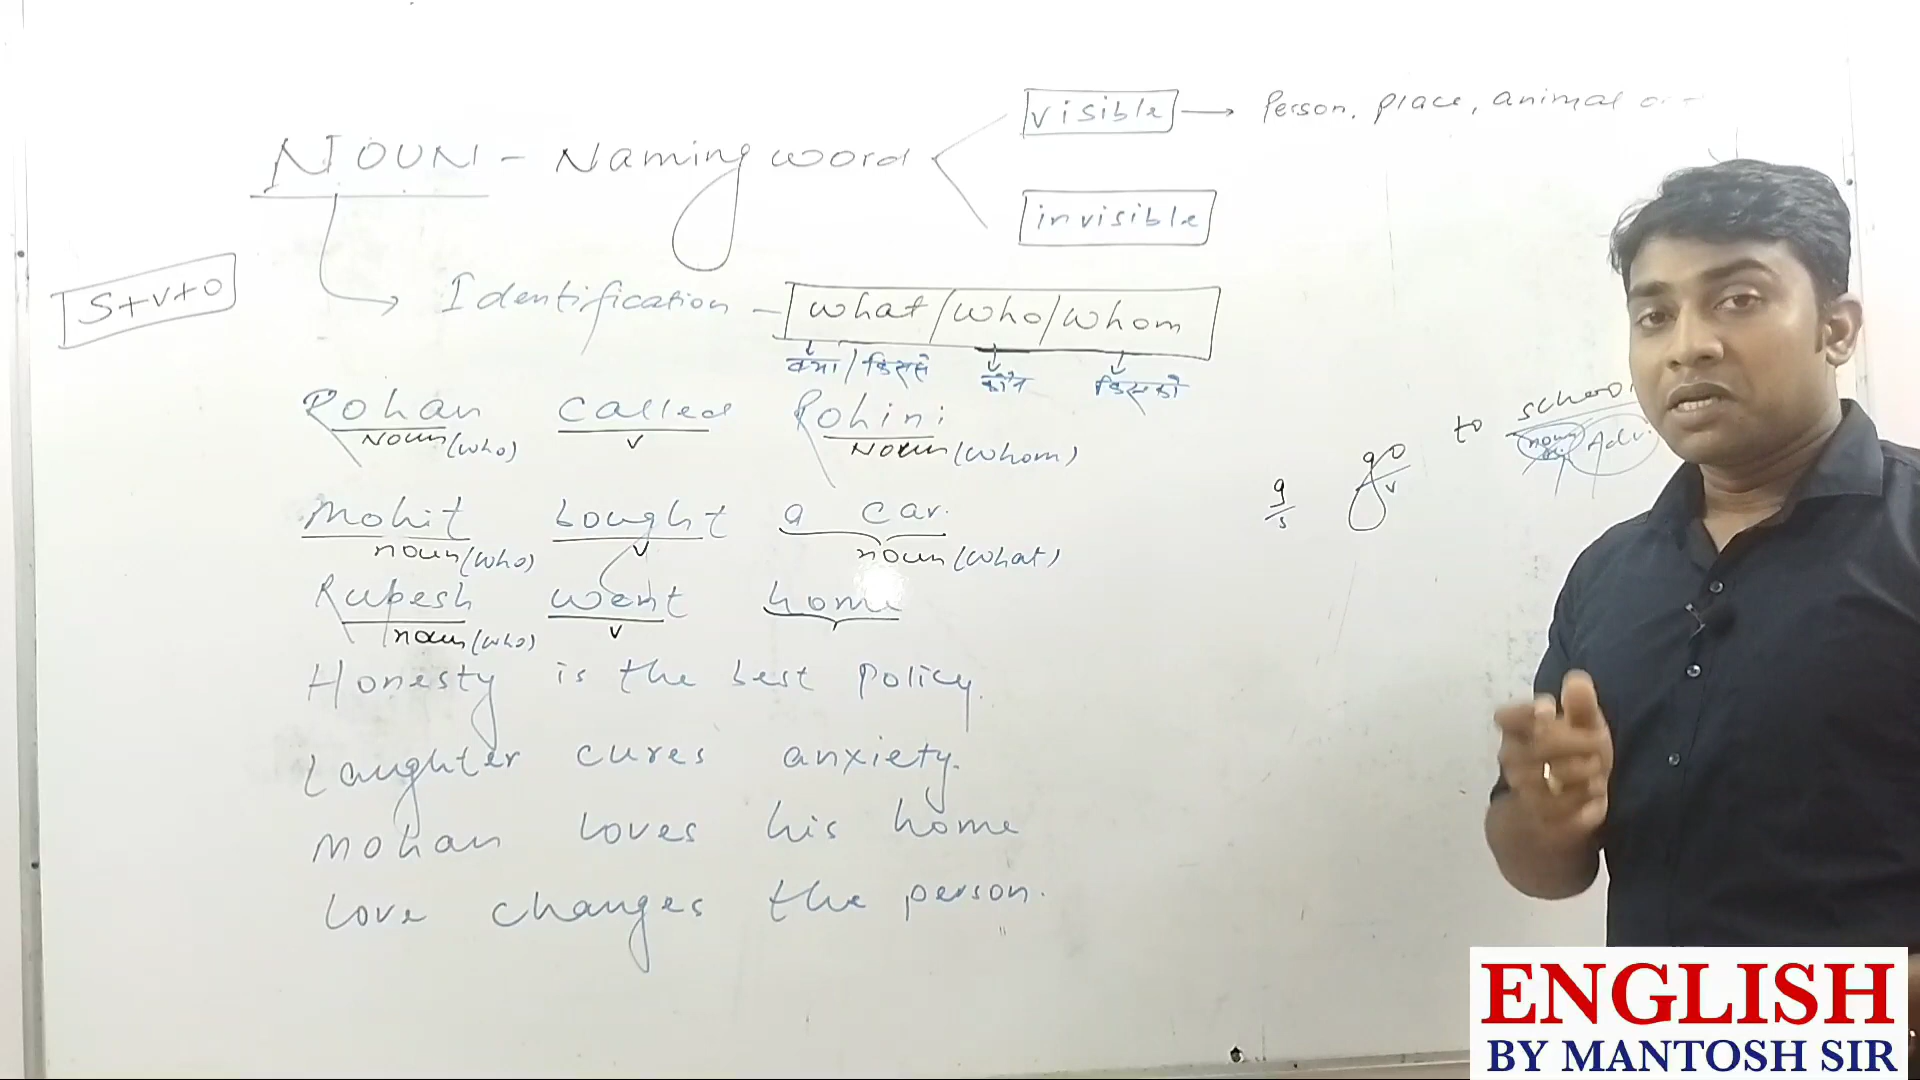 visible → Person, place, animal or
NOUN - Naming word
invisible
S+V+O
Identification - what/who/whom
क्या/किससे कौन किसको
Rohan called Rohini
Noun(who) V Noun(whom)
to school
noun Adv.
go
V
I
S
Mohit bought a car.
noun(who) V noun(what)
Rupesh went home
noun(who) V
Honesty is the best policy.
Laughter cures anxiety.
Mohan loves his home
Love changes the person.
ENGLISH
BY MANTOSH SIR